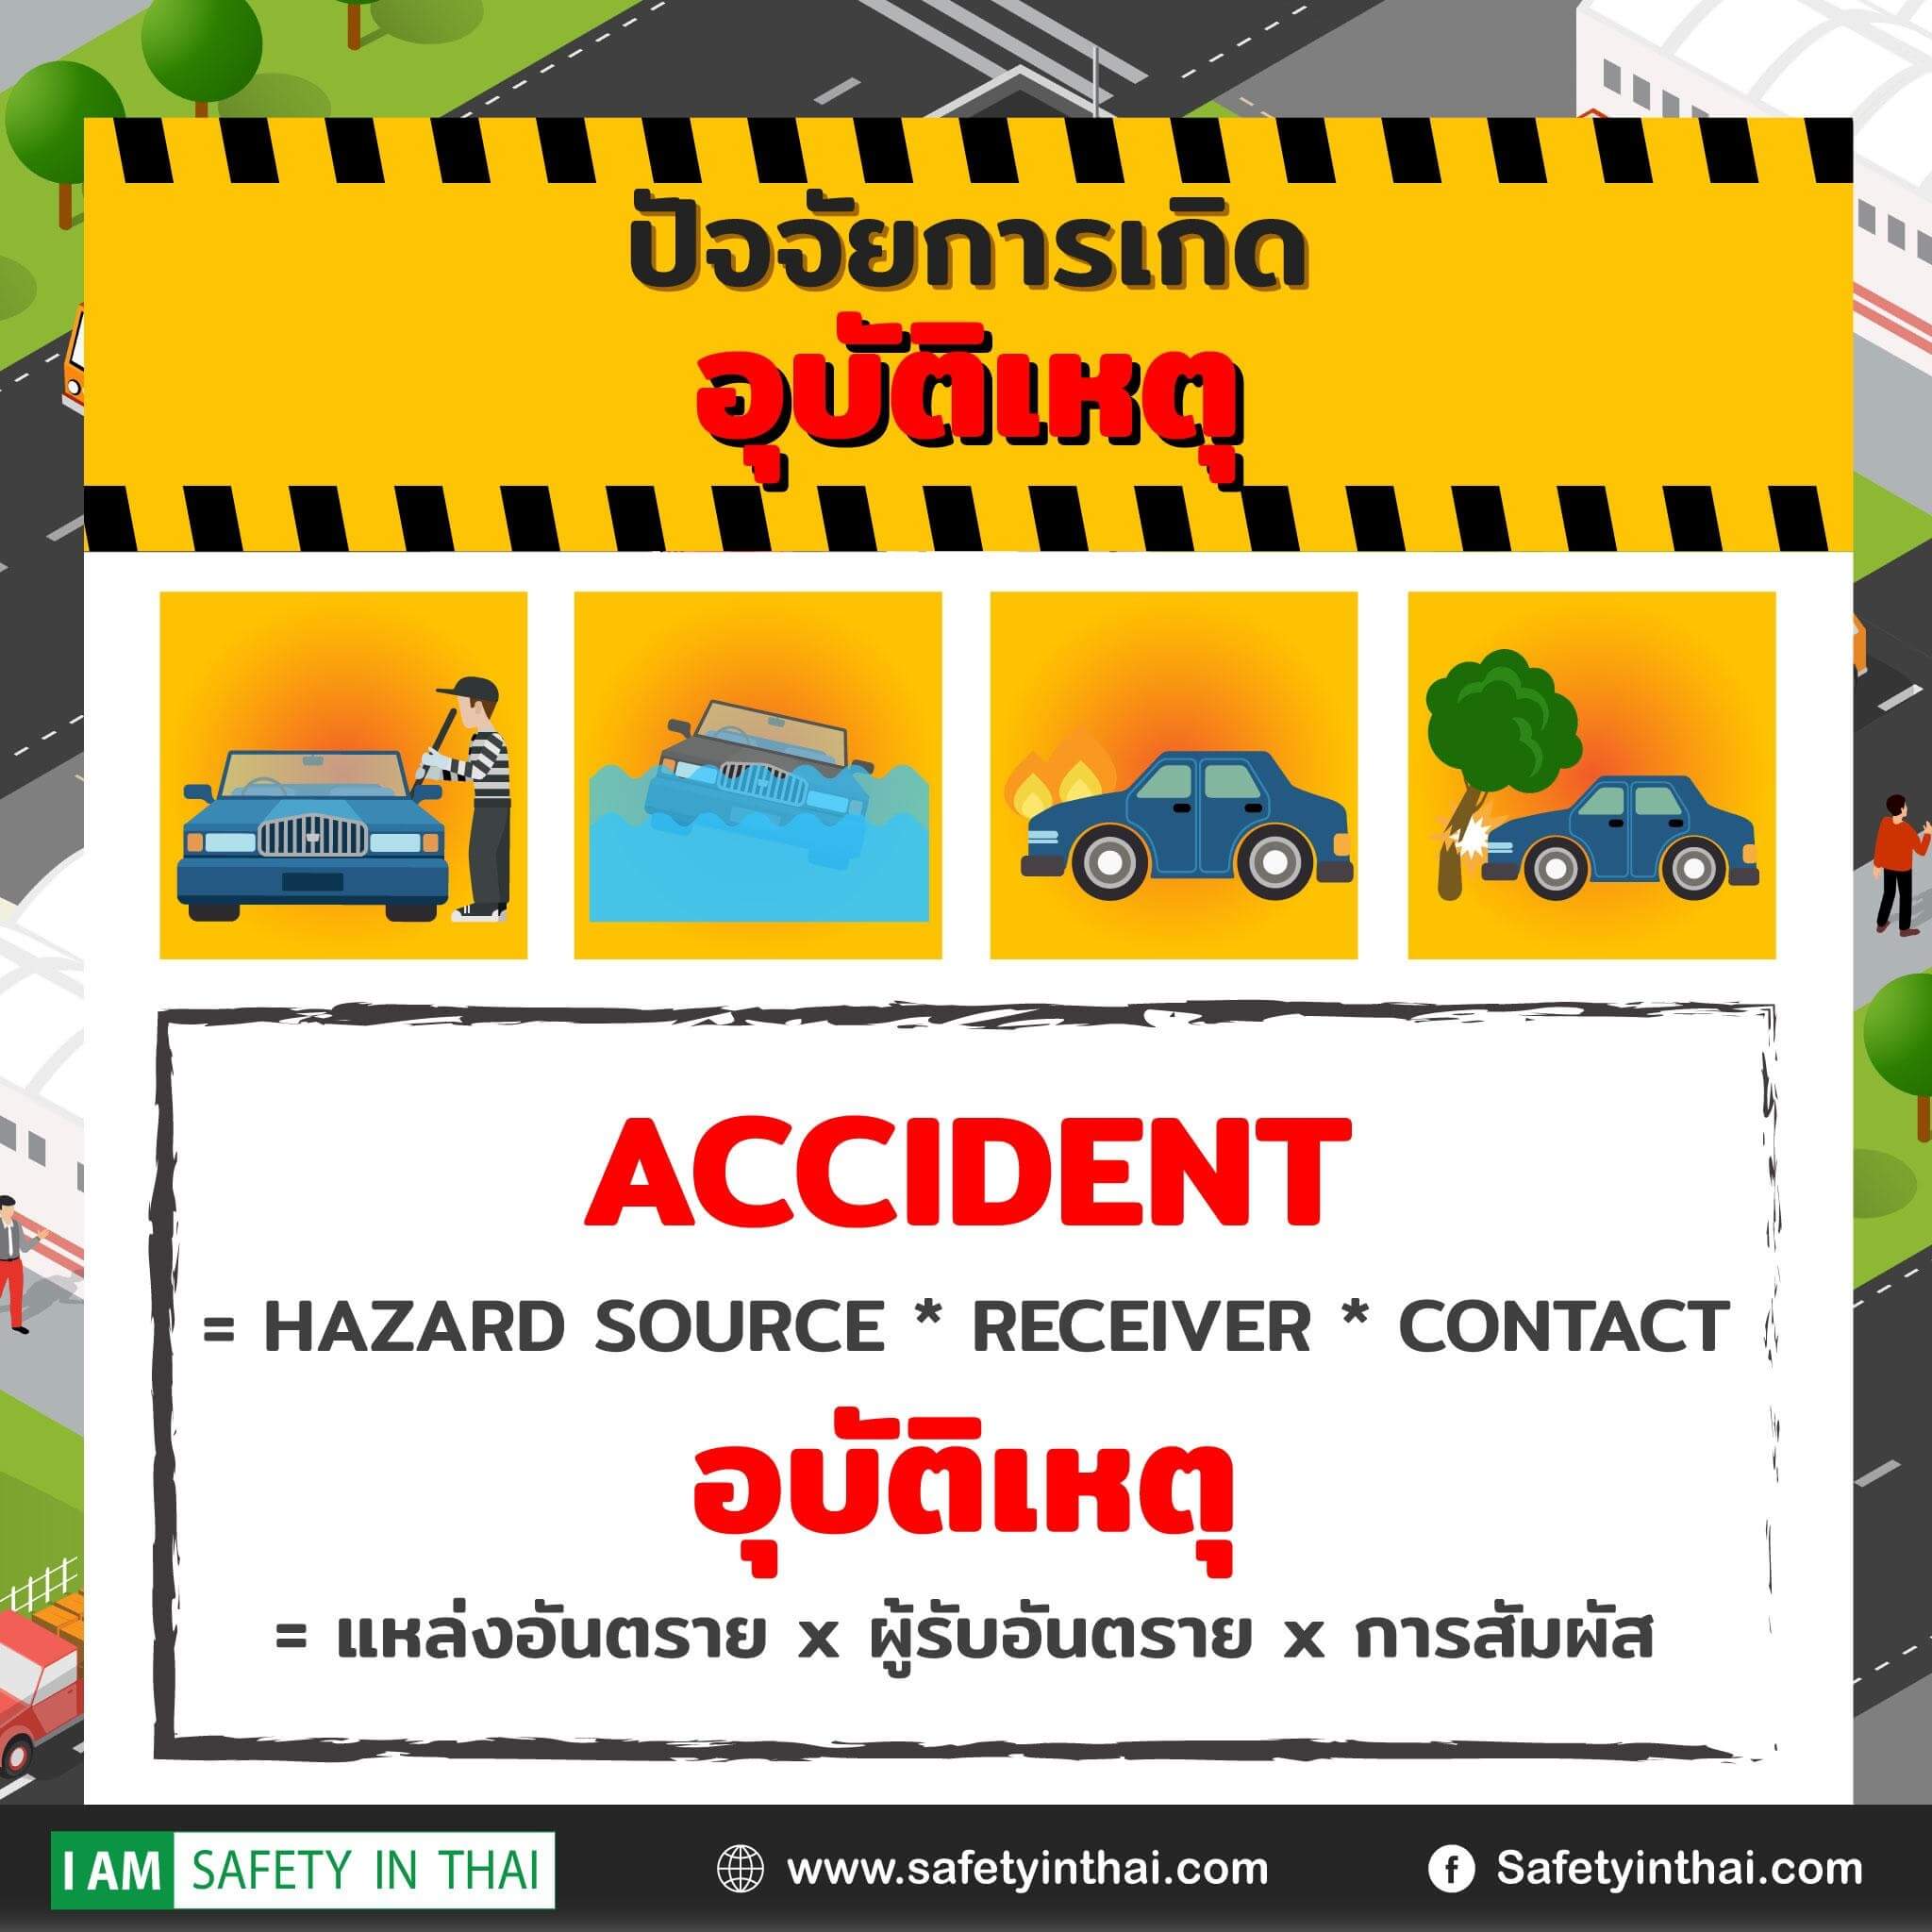 ปัจจัยการเกิด
อุบัติเหตุ
ACCIDENT
= HAZARD SOURCE * RECEIVER * CONTACT
อุบัติเหตุ
= แหล่งอันตราย x ผู้รับอันตราย x การสัมผัส
I AM SAFETY IN THAI
www.safetyinthai.com
Safetyinthai.com